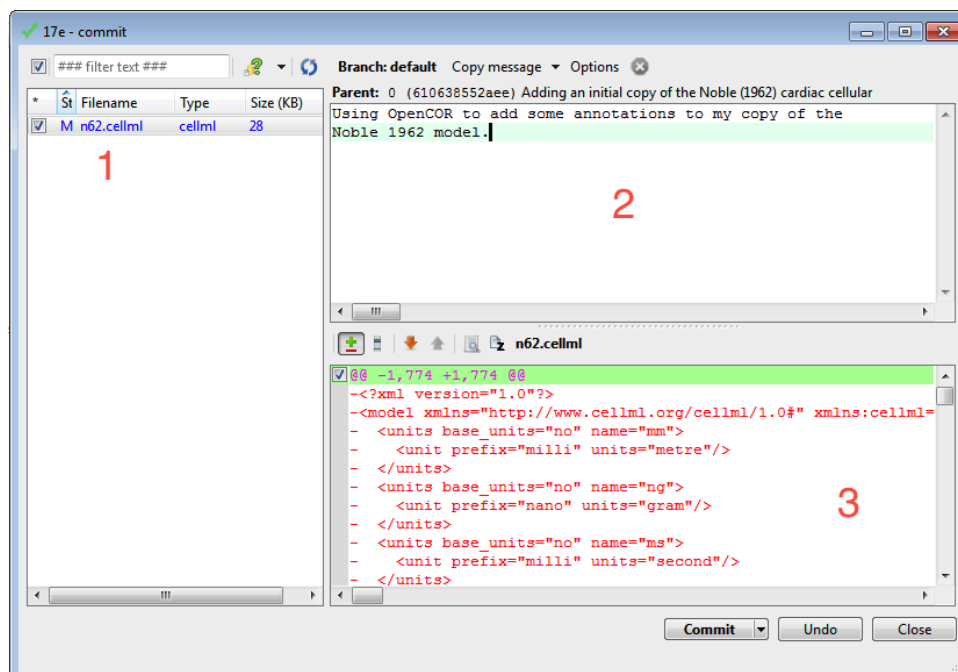 17e - commit
### filter text ###
Branch: default Copy message Options
* St Filename Type Size (KB)
M n62.cellml cellml 28
1
Parent: 0 (610638552aee) Adding an initial copy of the Noble (1962) cardiac cellular
Using OpenCOR to add some annotations to my copy of the
Noble 1962 model.
2
n62.cellml
@@ -1,774 +1,774 @@
-<?xml version="1.0"?>
-<model xmlns="http://www.cellml.org/cellml/1.0#" xmlns:cellml=
-  <units base_units="no" name="mm">
-    <unit prefix="milli" units="metre"/>
-  </units>
-  <units base_units="no" name="ng">
-    <unit prefix="nano" units="gram"/>
-  </units>
-  <units base_units="no" name="ms">
-    <unit prefix="milli" units="second"/>
-  </units>
3
Commit Undo Close